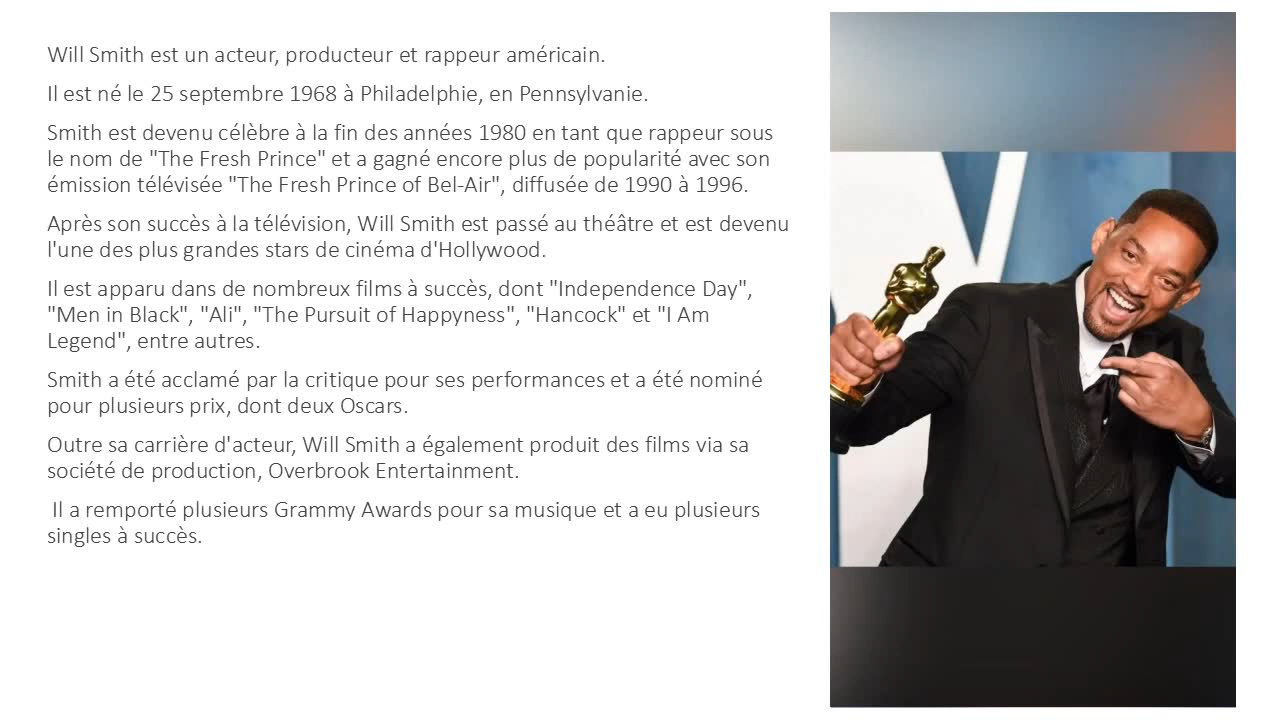 Will Smith est un acteur, producteur et rappeur américain.
Il est né le 25 septembre 1968 à Philadelphie, en Pennsylvanie.
Smith est devenu célèbre à la fin des années 1980 en tant que rappeur sous
le nom de "The Fresh Prince" et a gagné encore plus de popularité avec son
émission télévisée "The Fresh Prince of Bel-Air", diffusée de 1990 à 1996.
Après son succès à la télévision, Will Smith est passé au théâtre et est devenu
l'une des plus grandes stars de cinéma d'Hollywood.
Il est apparu dans de nombreux films à succès, dont "Independence Day",
"Men in Black", "Ali", "The Pursuit of Happyness", "Hancock" et "I Am
Legend", entre autres.
Smith a été acclamé par la critique pour ses performances et a été nominé
pour plusieurs prix, dont deux Oscars.
Outre sa carrière d'acteur, Will Smith a également produit des films via sa
société de production, Overbrook Entertainment.
Il a remporté plusieurs Grammy Awards pour sa musique et a eu plusieurs
singles à succès.